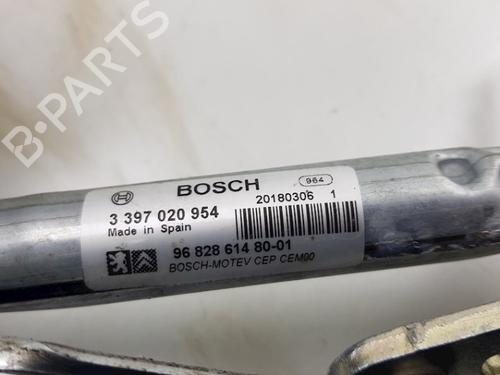 BOSCH
964
3 397 020 954
Made in Spain
20180306 1
96 828 614 80-01
BOSCH-MOTEV CEP CEM00
B-PARTS